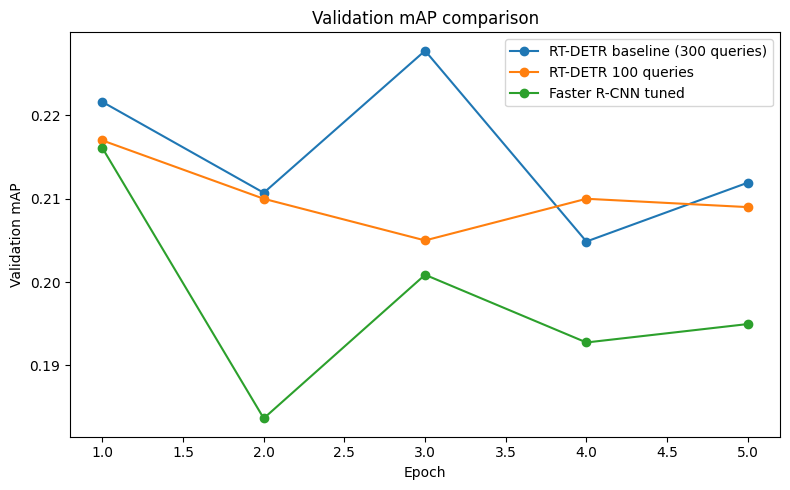 Validation mAP comparison
RT-DETR baseline (300 queries)
RT-DETR 100 queries
Faster R-CNN tuned
Validation mAP
0.22
0.21
0.20
0.19
1.0 1.5 2.0 2.5 3.0 3.5 4.0 4.5 5.0
Epoch